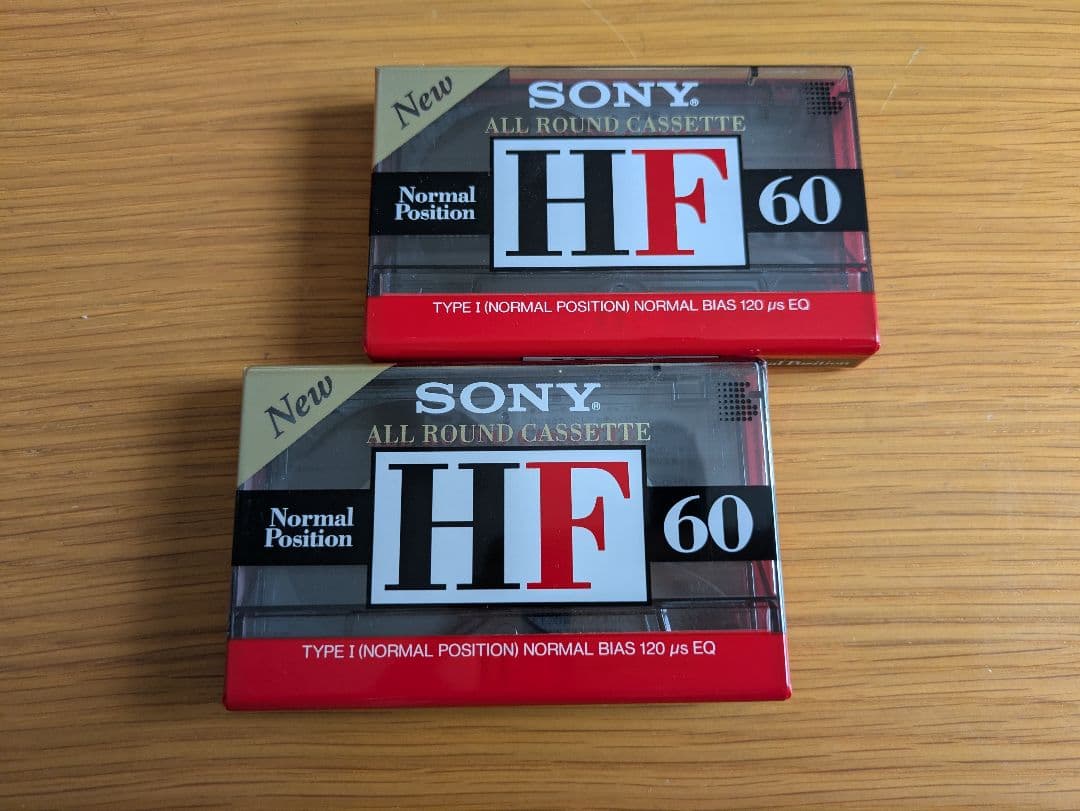 New
SONY®
ALL ROUND CASSETTE
Normal
Position
HF
60
TYPE I (NORMAL POSITION) NORMAL BIAS 120 µs EQ
Position
New
SONY®
ALL ROUND CASSETTE
Normal
Position
HF
60
TYPE I (NORMAL POSITION) NORMAL BIAS 120 µs EQ